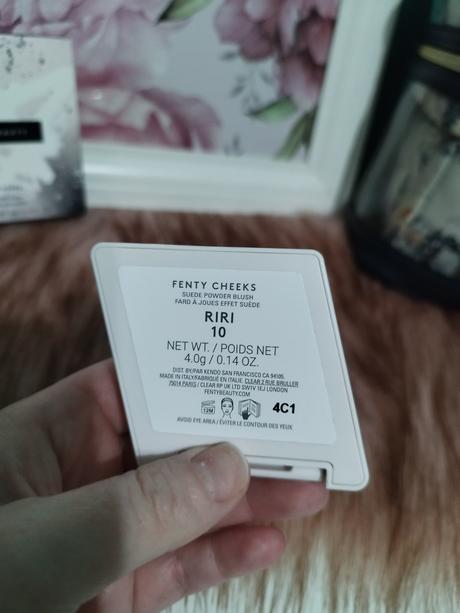 FENTY CHEEKS
SUEDE POWDER BLUSH
FARD À JOUES EFFET SUÈDE
RIRI
10
NET WT. / POIDS NET
4.0g / 0.14 OZ.
DIST. BY/PAR KENDO SAN FRANCISCO CA 94105.
MADE IN ITALY/FABRIQUÉ EN ITALIE. CLEAR 2 RUE BRULLER
75014 PARIS / CLEAR RP UK LTD SW1V 1EJ LONDON
FENTYBEAUTY.COM
12M
4C1
AVOID EYE AREA / ÉVITER LE CONTOUR DES YEUX